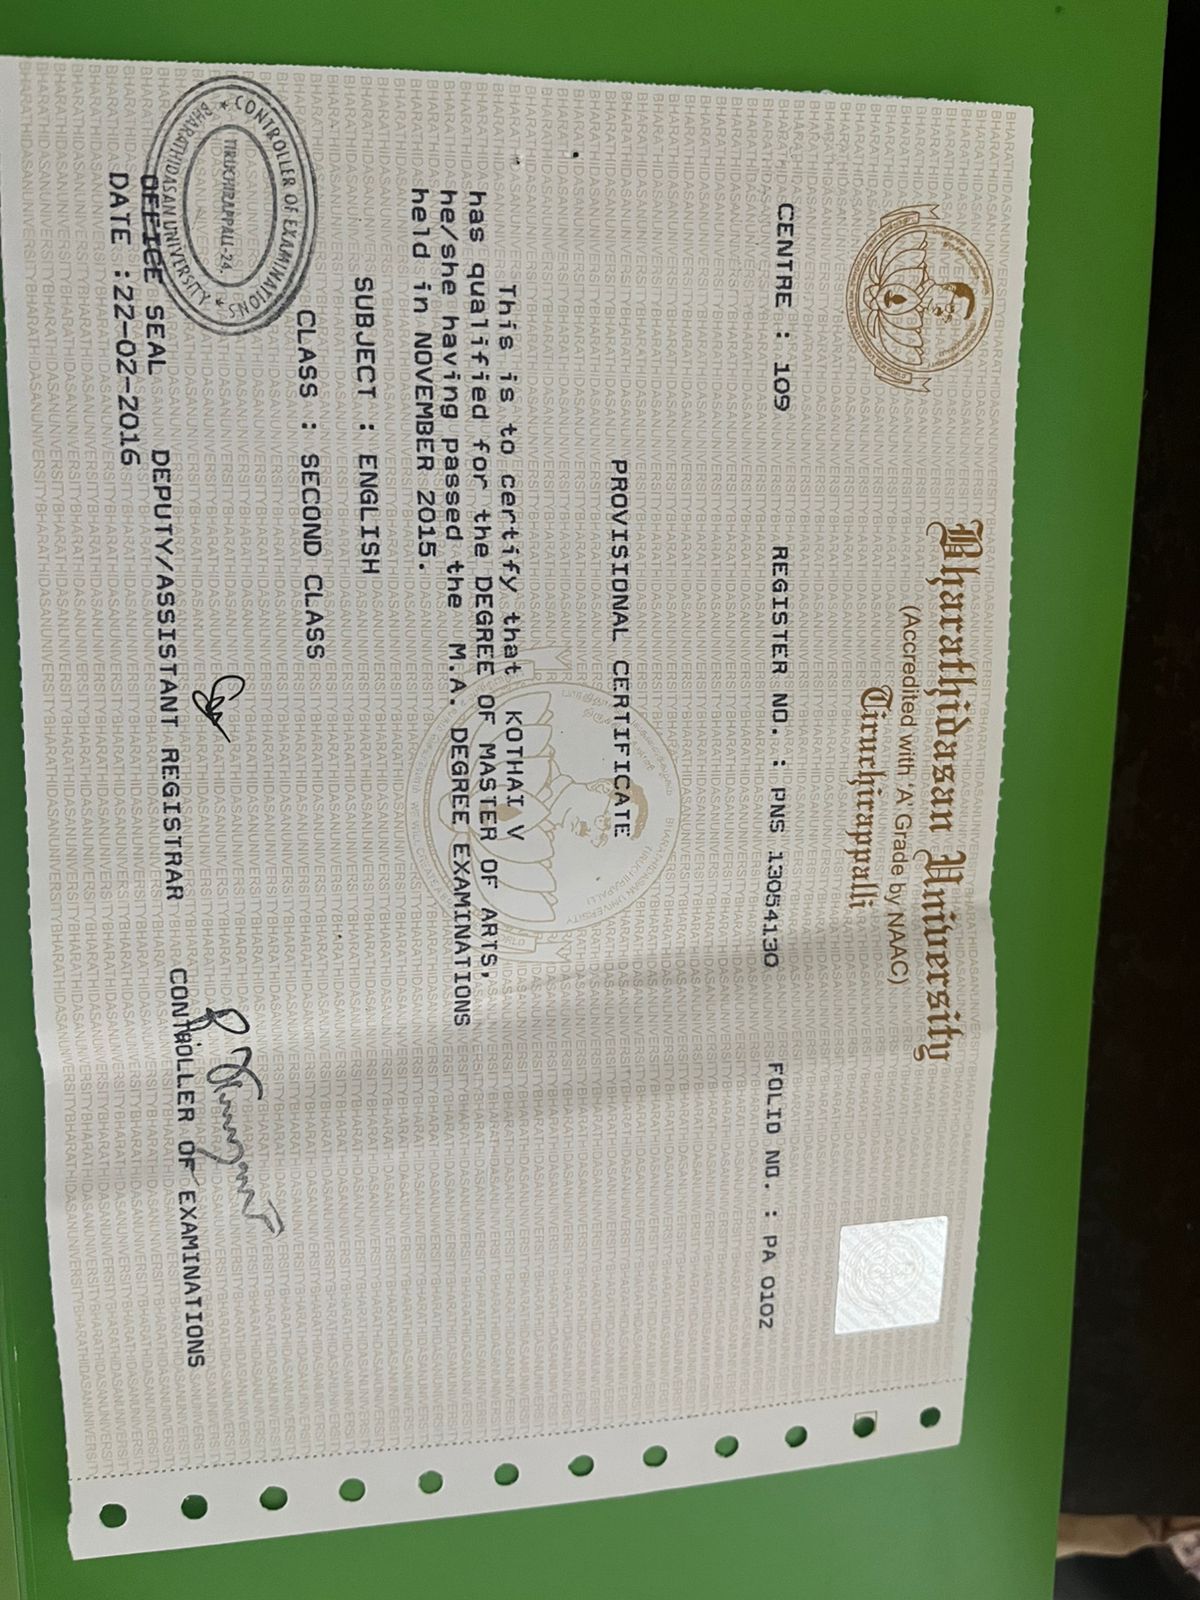 Bharathidasan University
(Accredited with 'A' Grade by NAAC)
Tiruchirappalli
CENTRE : 109 REGISTER NO. : PNS 13054130 FOLIO NO. : PA 0102
PROVISIONAL CERTIFICATE
This is to certify that KOTHAI V
has qualified for the DEGREE OF MASTER OF ARTS,
he/she having passed the M.A. DEGREE EXAMINATIONS
held in NOVEMBER 2015.
SUBJECT : ENGLISH
CLASS : SECOND CLASS
CONTROLLER OF EXAMINATIONS
TIRUCHIRAPPALLI-24.
BHARATHIDASAN UNIVERSITY
OFFICE SEAL DEPUTY/ASSISTANT REGISTRAR CONTROLLER OF EXAMINATIONS
DATE :22-02-2016